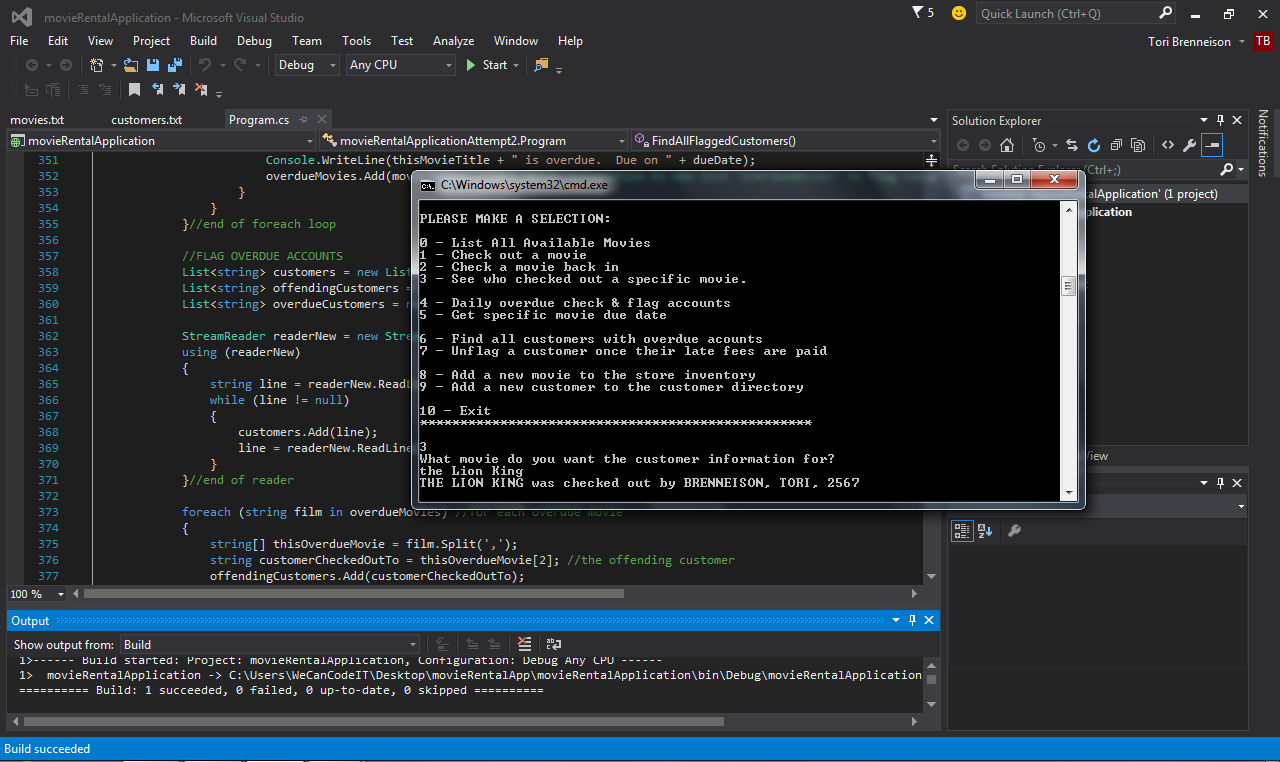 movieRentalApplication - Microsoft Visual Studio
5
Quick Launch (Ctrl+Q)
File Edit View Project Build Debug Team Tools Test Analyze Window Help
Tori Brenneison TB
Debug Any CPU Start
movies.txt customers.txt Program.cs
movieRentalApplication movieRentalApplicationAttempt2.Program FindAllFlaggedCustomers()
351 Console.WriteLine(thisMovieTitle + " is overdue.  Due on " + dueDate);
352 overdueMovies.Add(mov
353 }
354 }
355 }//end of foreach loop
356
357 //FLAG OVERDUE ACCOUNTS
358 List<string> customers = new List
359 List<string> offendingCustomers =
360 List<string> overdueCustomers = ne
361
362 StreamReader readerNew = new Stre
363 using (readerNew)
364 {
365 string line = readerNew.ReadL
366 while (line != null)
367 {
368 customers.Add(line);
369 line = readerNew.ReadLine
370 }
371 }//end of reader
372
373 foreach (string film in overdueMovies) //for each overdue movie
374 {
375 string[] thisOverdueMovie = film.Split(',');
376 string customerCheckedOutTo = thisOverdueMovie[2]; //the offending customer
377 offendingCustomers.Add(customerCheckedOutTo);
100 %
C:\Windows\system32\cmd.exe
PLEASE MAKE A SELECTION:
0 - List All Available Movies
1 - Check out a movie
2 - Check a movie back in
3 - See who checked out a specific movie.
4 - Daily overdue check & flag accounts
5 - Get specific movie due date
6 - Find all customers with overdue acounts
7 - Unflag a customer once their late fees are paid
8 - Add a new movie to the store inventory
9 - Add a new customer to the customer directory
10 - Exit
*************************************************
3
What movie do you want the customer information for?
the Lion King
THE LION KING was checked out by BRENNEISON, TORI, 2567
Solution Explorer
Search Solution Explorer (Ctrl+;)
alApplication' (1 project)
plication
View
Notifications
Output
Show output from: Build
1>------ Build started: Project: movieRentalApplication, Configuration: Debug Any CPU ------
1>  movieRentalApplication -> C:\Users\WeCanCodeIT\Desktop\movieRentalApp\movieRentalApplication\bin\Debug\movieRentalApplication
========== Build: 1 succeeded, 0 failed, 0 up-to-date, 0 skipped ==========
Build succeeded